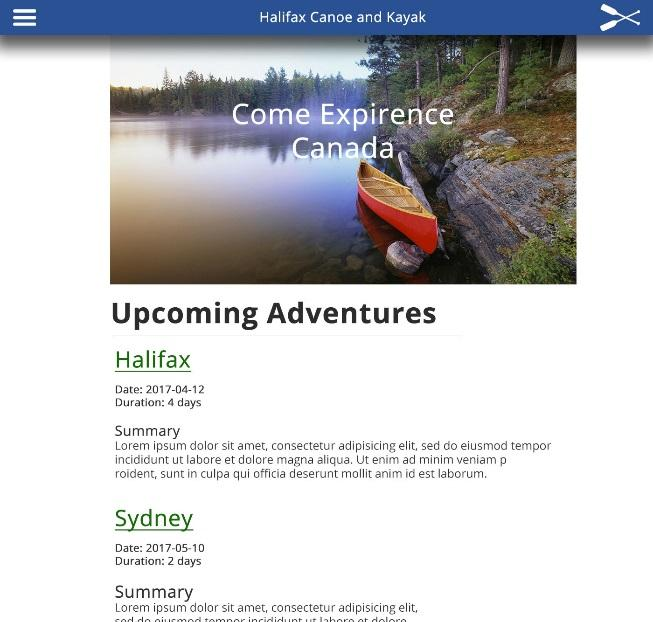 Halifax Canoe and Kayak
Come Expirence
Canada
Upcoming Adventures
Halifax
Date: 2017-04-12
Duration: 4 days
Summary
Lorem ipsum dolor sit amet, consectetur adipisicing elit, sed do eiusmod tempor
incididunt ut labore et dolore magna aliqua. Ut enim ad minim veniam p
roident, sunt in culpa qui officia deserunt mollit anim id est laborum.
Sydney
Date: 2017-05-10
Duration: 2 days
Summary
Lorem ipsum dolor sit amet, consectetur adipisicing elit,
sed do eiusmod tempor incididunt ut labore et dolore